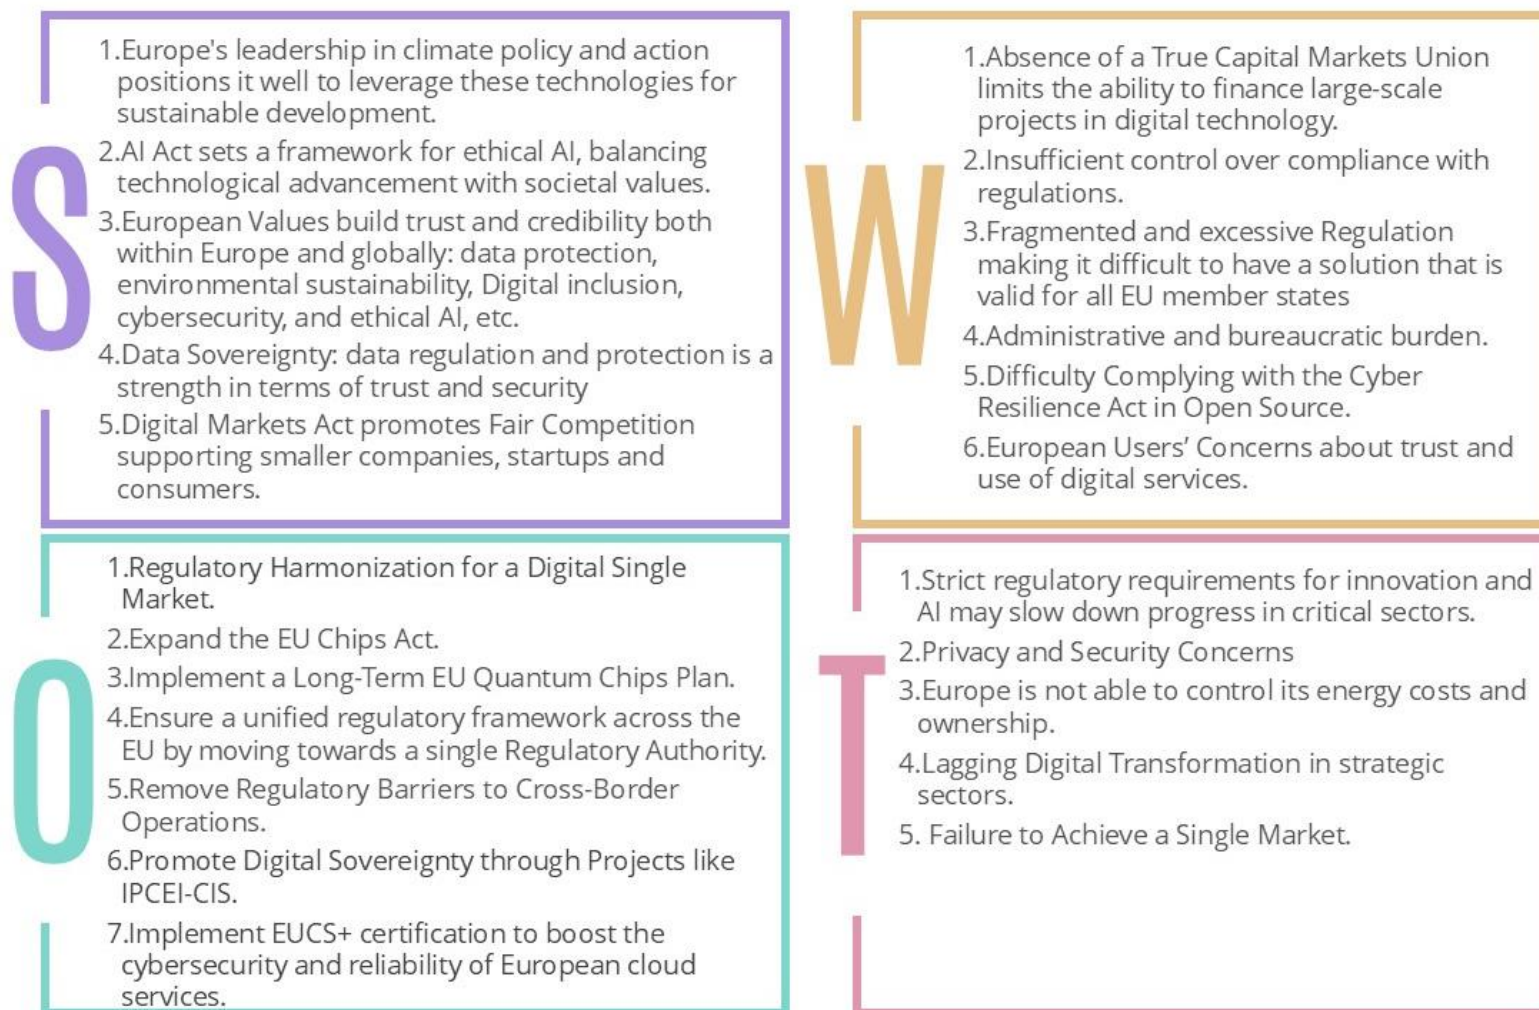 S
1.Europe's leadership in climate policy and action
positions it well to leverage these technologies for
sustainable development.
2.AI Act sets a framework for ethical AI, balancing
technological advancement with societal values.
3.European Values build trust and credibility both
within Europe and globally: data protection,
environmental sustainability, Digital inclusion,
cybersecurity, and ethical AI, etc.
4.Data Sovereignty: data regulation and protection is a
strength in terms of trust and security
5.Digital Markets Act promotes Fair Competition
supporting smaller companies, startups and
consumers.
W
1.Absence of a True Capital Markets Union
limits the ability to finance large-scale
projects in digital technology.
2.Insufficient control over compliance with
regulations.
3.Fragmented and excessive Regulation
making it difficult to have a solution that is
valid for all EU member states
4.Administrative and bureaucratic burden.
5.Difficulty Complying with the Cyber
Resilience Act in Open Source.
6.European Users’ Concerns about trust and
use of digital services.
O
1.Regulatory Harmonization for a Digital Single
Market.
2.Expand the EU Chips Act.
3.Implement a Long-Term EU Quantum Chips Plan.
4.Ensure a unified regulatory framework across the
EU by moving towards a single Regulatory Authority.
5.Remove Regulatory Barriers to Cross-Border
Operations.
6.Promote Digital Sovereignty through Projects like
IPCEI-CIS.
7.Implement EUCS+ certification to boost the
cybersecurity and reliability of European cloud
services.
T
1.Strict regulatory requirements for innovation and
AI may slow down progress in critical sectors.
2.Privacy and Security Concerns
3.Europe is not able to control its energy costs and
ownership.
4.Lagging Digital Transformation in strategic
sectors.
5. Failure to Achieve a Single Market.